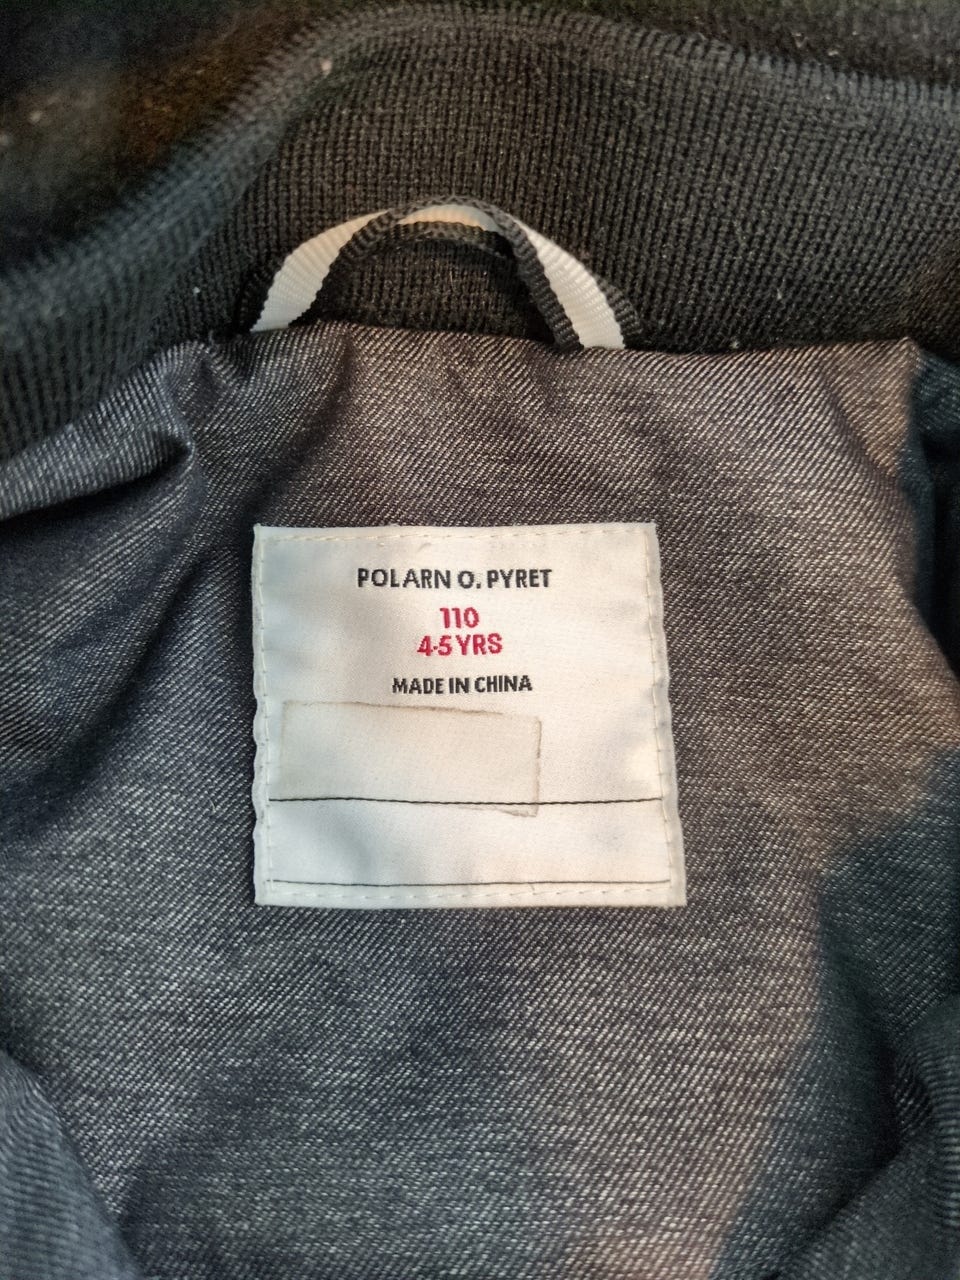 POLARN O. PYRET
110
4-5 YRS
MADE IN CHINA